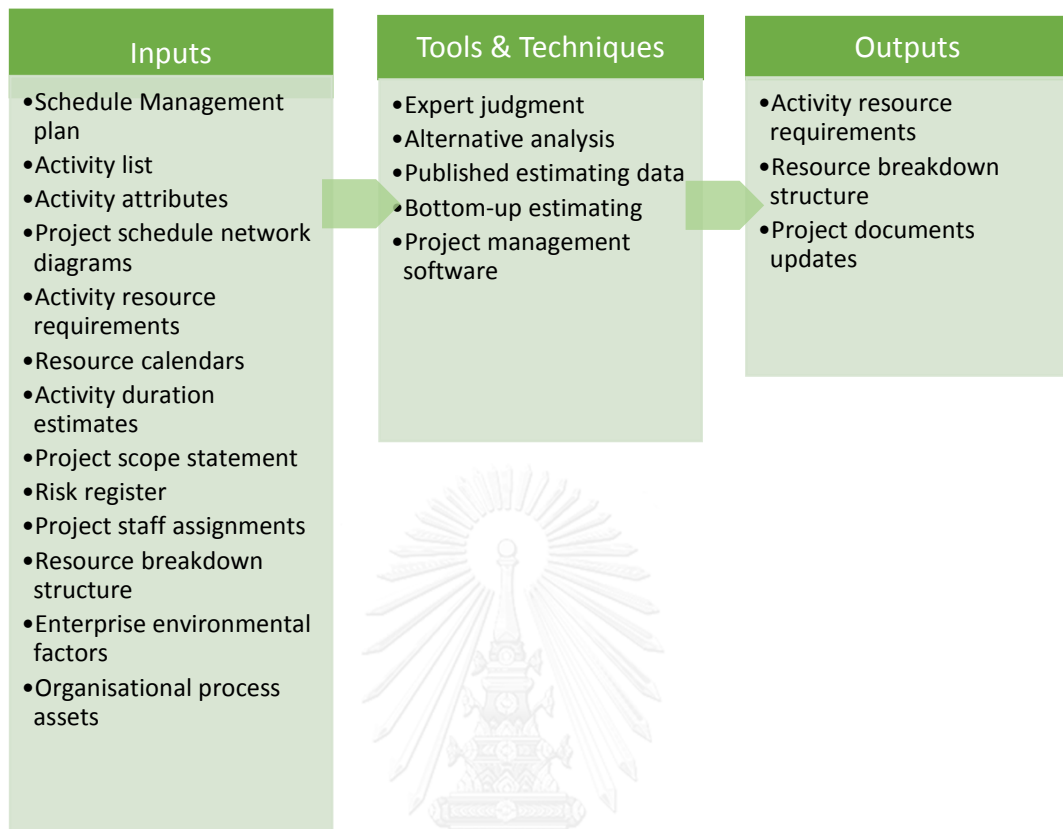 Inputs
•Schedule Management
plan
•Activity list
•Activity attributes
•Project schedule network
diagrams
•Activity resource
requirements
•Resource calendars
•Activity duration
estimates
•Project scope statement
•Risk register
•Project staff assignments
•Resource breakdown
structure
•Enterprise environmental
factors
•Organisational process
assets
Tools & Techniques
•Expert judgment
•Alternative analysis
•Published estimating data
•Bottom-up estimating
•Project management
software
Outputs
•Activity resource
requirements
•Resource breakdown
structure
•Project documents
updates